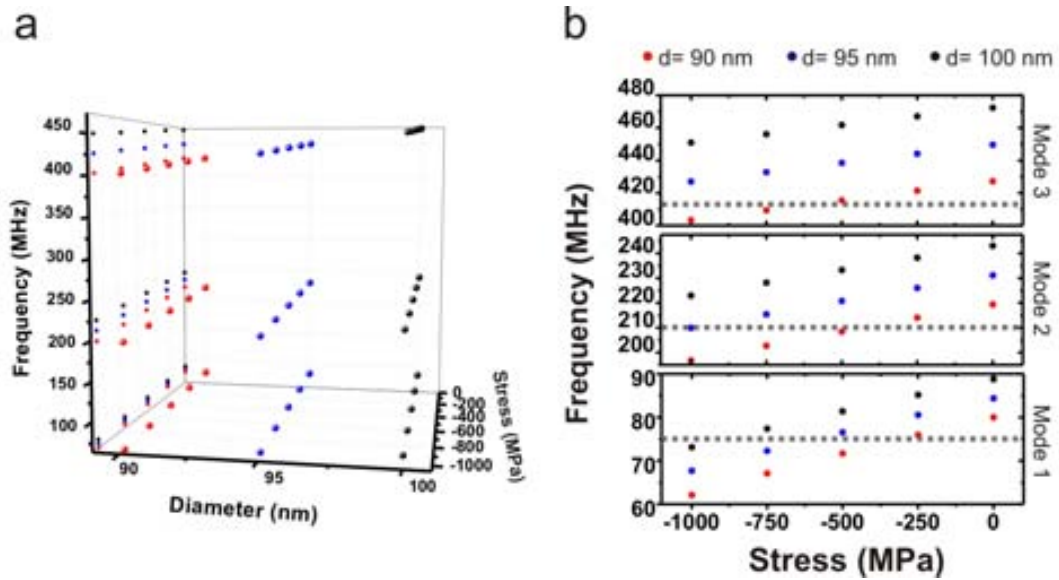 a
450
400
350
300
250
200
150
100
Frequency (MHz)
90
95
100
Diameter (nm)
0
-200
-400
-600
-800
-1000
Stress (MPa)
b
d= 90 nm d= 95 nm d= 100 nm
480
460
440
420
400
Mode 3
240
230
220
210
200
Mode 2
90
80
70
60
Mode 1
Frequency (MHz)
-1000 -750 -500 -250 0
Stress (MPa)